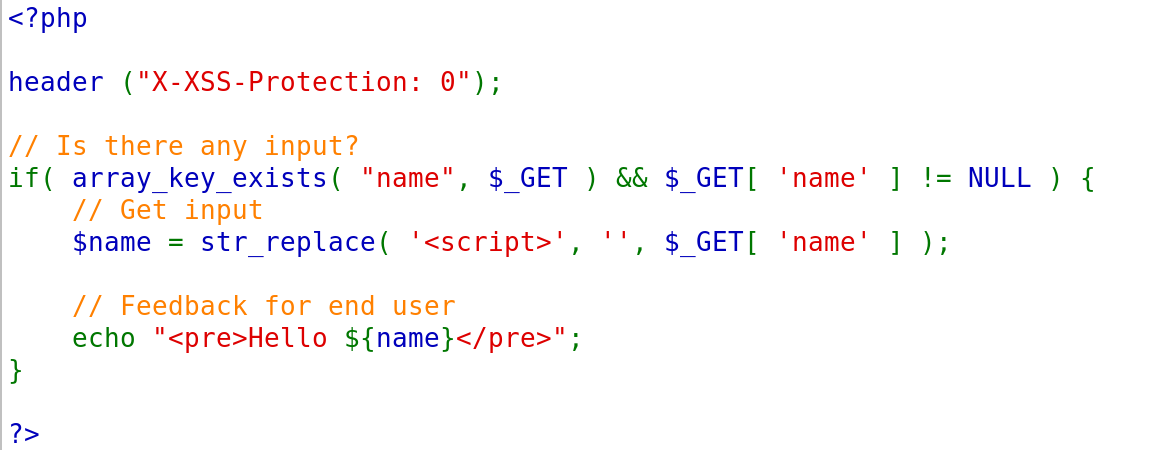 <?php
header ("X-XSS-Protection: 0");
// Is there any input?
if( array_key_exists( "name", $_GET ) && $_GET[ 'name' ] != NULL ) {
    // Get input
    $name = str_replace( '<script>', '', $_GET[ 'name' ] );
    // Feedback for end user
    echo "<pre>Hello ${name}</pre>";
}
?>